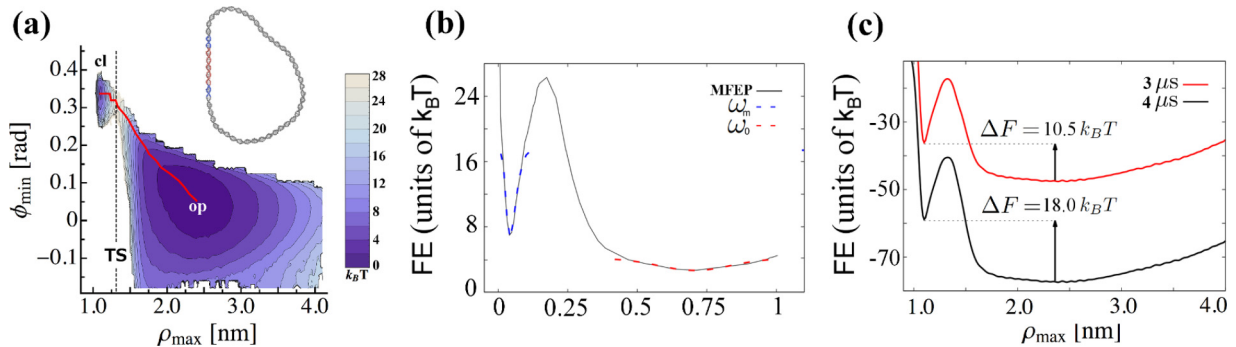 (a)
cl
0.4
0.3
0.2
0.1
0
−0.1
ϕmin [rad]
TS
op
1.0 2.0 3.0 4.0
ρmax [nm]
28
24
20
16
12
8
4
0
kBT
(b)
MFEP
ωm
ω0
24
16
8
0
FE (units of kBT)
0 0.25 0.5 0.75 1
(c)
3 μs
4 μs
ΔF = 10.5 kBT
ΔF = 18.0 kBT
-30
-50
-70
FE (units of kBT)
1.0 2.0 3.0 4.0
ρmax [nm]